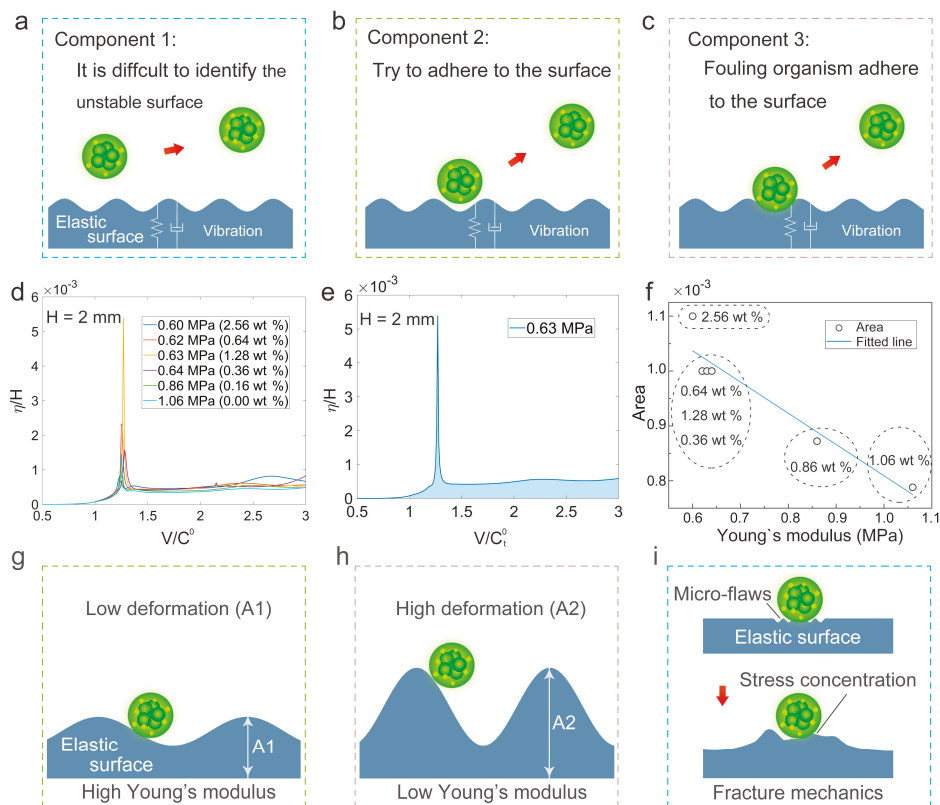 a
Component 1:
It is diffcult to identify the
unstable surface
Elastic
surface
Vibration
b
Component 2:
Try to adhere to the surface
Vibration
c
Component 3:
Fouling organism adhere
to the surface
Vibration
d
×10⁻³
H = 2 mm
0.60 MPa (2.56 wt %)
0.62 MPa (0.64 wt %)
0.63 MPa (1.28 wt %)
0.64 MPa (0.36 wt %)
0.86 MPa (0.16 wt %)
1.06 MPa (0.00 wt %)
η/H
6
5
4
3
2
1
0
0.5 1 1.5 2 2.5 3
V/C⁰
e
×10⁻³
H = 2 mm
0.63 MPa
η/H
6
5
4
3
2
1
0
0.5 1 1.5 2 2.5 3
V/Cₜ⁰
f
×10⁻³
2.56 wt %
Area
Fitted line
0.64 wt %
1.28 wt %
0.36 wt %
0.86 wt %
1.06 wt %
Area
1.1
1.0
0.9
0.8
0.6 0.7 0.8 0.9 1.0 1.1
Young`s modulus (MPa)
g
Low deformation (A1)
Elastic
surface
A1
High Young's modulus
h
High deformation (A2)
A2
Low Young's modulus
i
Micro-flaws
Elastic surface
Stress concentration
Fracture mechanics